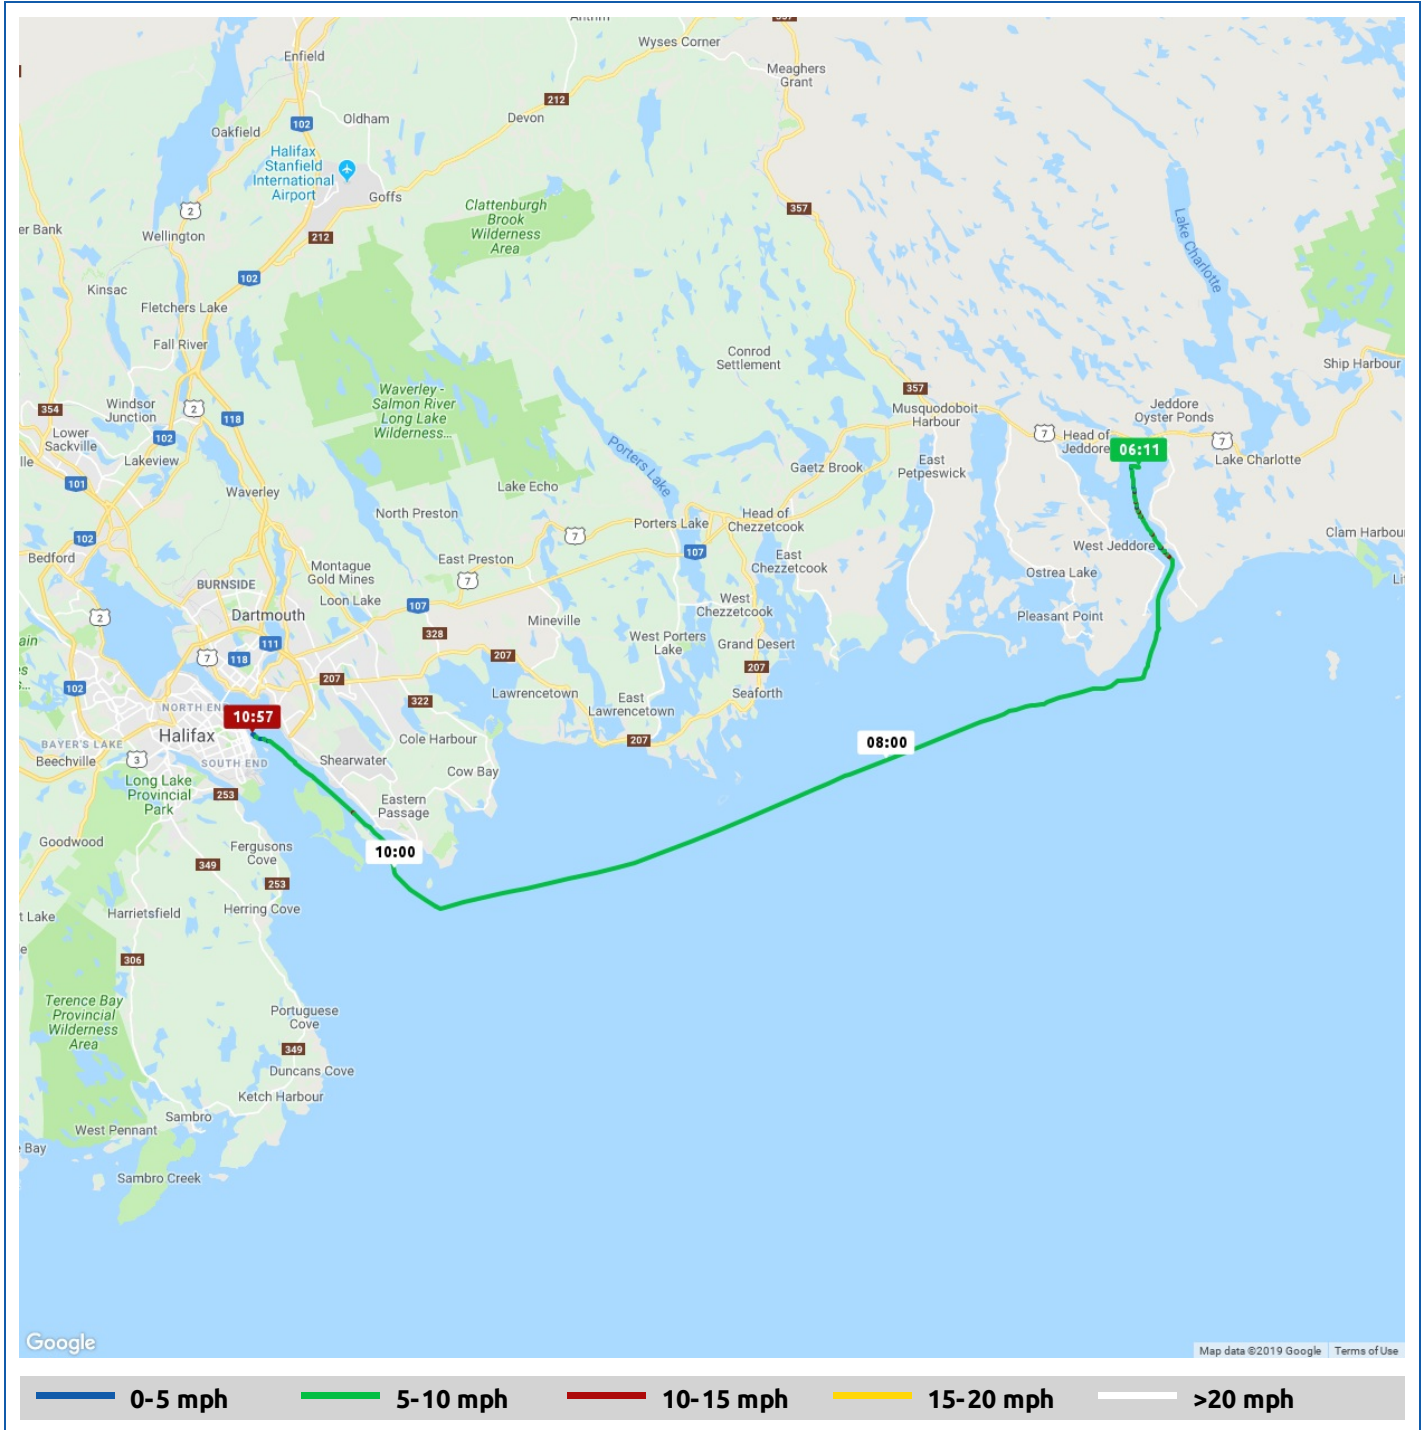 Antrim
Wyses Corner
Enfield
Meaghers
Grant
357
212
Devon
Oldham
102
Oakfield
Halifax
Stanfield
International
Airport
Goffs
2
Clattenburgh
Brook
Wilderness
Area
357
er Bank
Wellington
212
Lake Charlotte
102
Kinsac
Fletchers Lake
Fall River
Conrod
Settlement
Ship Harbour
Waverley -
Salmon River
Long Lake
Wilderness...
357
354
Windsor
Junction
2
118
Musquodoboit
Harbour
Jeddore
Oyster Ponds
Lower
Sackville
102
7
Head of
Jeddore
7
lle
Lakeview
06:11
Porters Lake
Gaetz Brook
East
Petpeswick
Lake Charlotte
101
Waverley
Lake Echo
North Preston
Porters Lake
Head of
Chezzetcook
102
7
Clam Harbour
Bedford
East Preston
107
East
Chezzetcook
West Jeddore
Montague
Gold Mines
7
Ostrea Lake
BURNSIDE
Loon Lake
107
West
Chezzetcook
Dartmouth
2
Mineville
Pleasant Point
ain
328
West Porters
Lake
Grand Desert
111
7
118
207
207
es
s...
102
207
322
Lawrencetown
East
Lawrencetown
Seaforth
NORTH EN
10:57
Halifax
207
08:00
BAYER'S LAKE
Cole Harbour
Beechville
3
SOUTH END
Shearwater
Cow Bay
Long Lake
Provincial
Park
253
Eastern
Passage
Goodwood
Fergusons
Cove
10:00
349
253
t Lake
Harrietsfield
Herring Cove
e
306
Terence Bay
Provincial
Wilderness
Area
Portuguese
Cove
349
Duncans Cove
Ketch Harbour
Sambro
West Pennant
Bay
Sambro Creek
Google
Map data ©2019 Google
Terms of Use
0-5 mph
5-10 mph
10-15 mph
15-20 mph
>20 mph